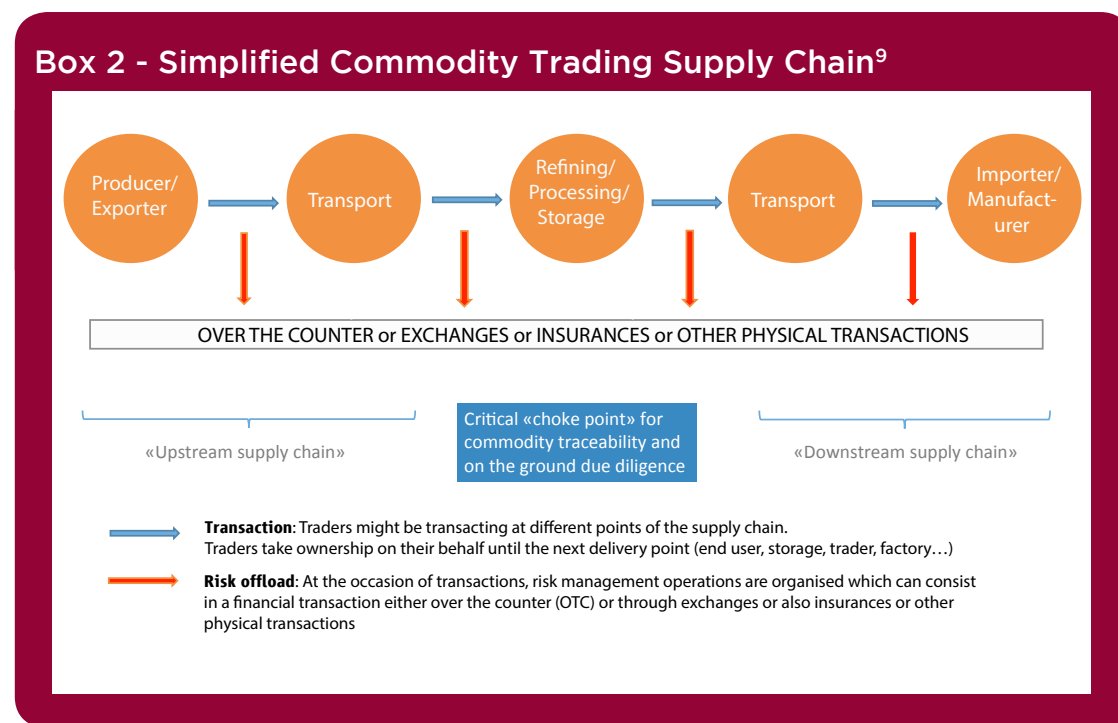 Box 2 - Simplified Commodity Trading Supply Chain9
Producer/
Exporter
Transport
Refining/
Processing/
Storage
Transport
Importer/
Manufact-
urer
OVER THE COUNTER or EXCHANGES or INSURANCES or OTHER PHYSICAL TRANSACTIONS
«Upstream supply chain»
Critical «choke point» for
commodity traceability and
on the ground due diligence
«Downstream supply chain»
Transaction: Traders might be transacting at different points of the supply chain.
Traders take ownership on their behalf until the next delivery point (end user, storage, trader, factory…)
Risk offload: At the occasion of transactions, risk management operations are organised which can consist
in a financial transaction either over the counter (OTC) or through exchanges or also insurances or other
physical transactions